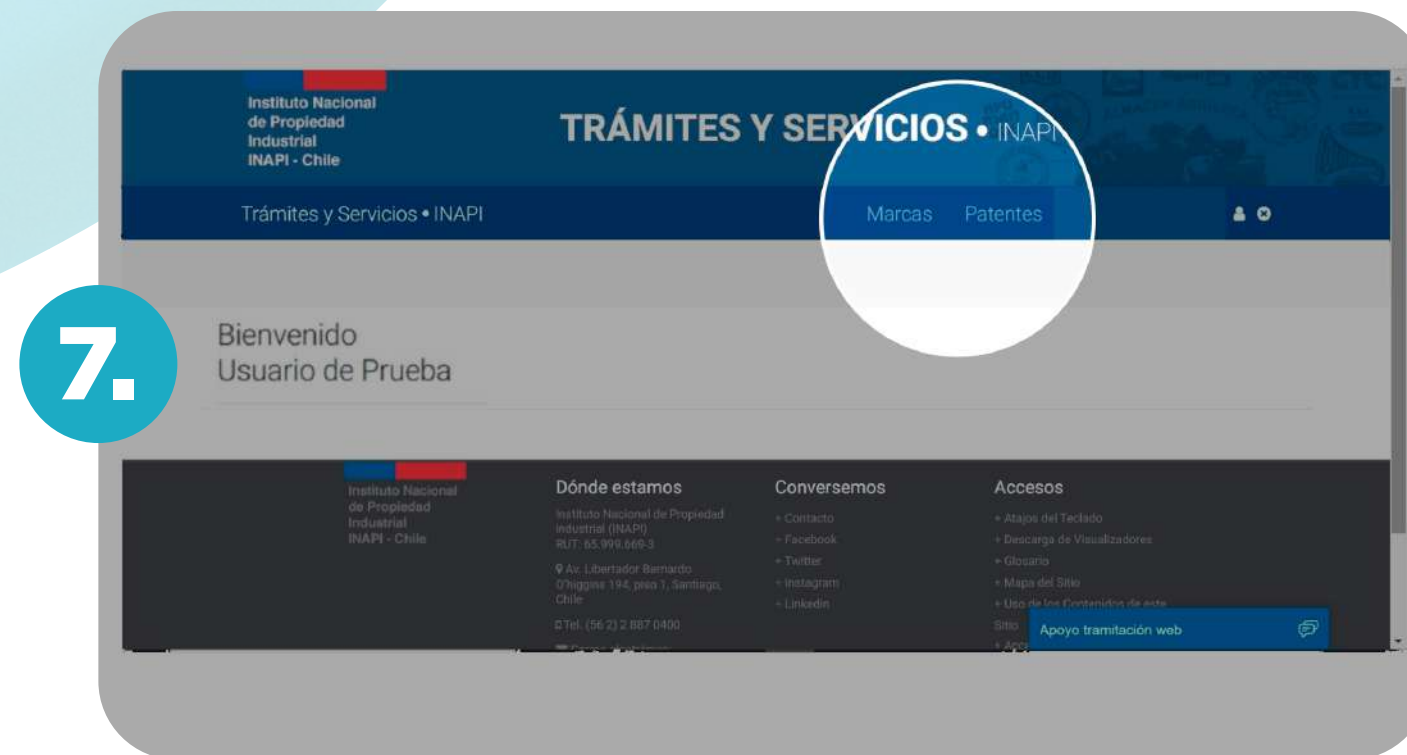 Instituto Nacional
de Propiedad
Industrial
INAPI - Chile
TRÁMITES Y SERVICIOS • INAPI
Trámites y Servicios • INAPI
Marcas Patentes
7.
Bienvenido
Usuario de Prueba
Instituto Nacional
de Propiedad
Industrial
INAPI - Chile
Dónde estamos
Instituto Nacional de Propiedad
Industrial (INAPI)
RUT: 65.999.669-3
Av. Libertador Bernardo
O'higgins 194, piso 1, Santiago,
Chile
Tel. (56 2) 2 887 0400
Conversemos
+ Contacto
+ Facebook
+ Twitter
+ Instagram
+ Linkedin
Accesos
+ Atajos del Teclado
+ Descarga de Visualizadores
+ Glosario
+ Mapa del Sitio
+ Uso de los Contenidos de este
Sitio
Apoyo tramitación web